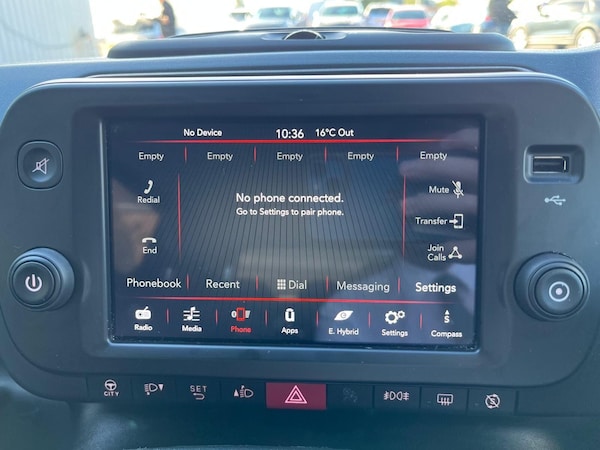 No Device 10:36 16°C Out
Empty Empty Empty Empty Empty
Redial
No phone connected.
Go to Settings to pair phone.
Mute
Transfer
End
Join
Calls
Phonebook Recent Dial Messaging Settings
Radio Media Phone Apps E. Hybrid Settings Compass
CITY SET